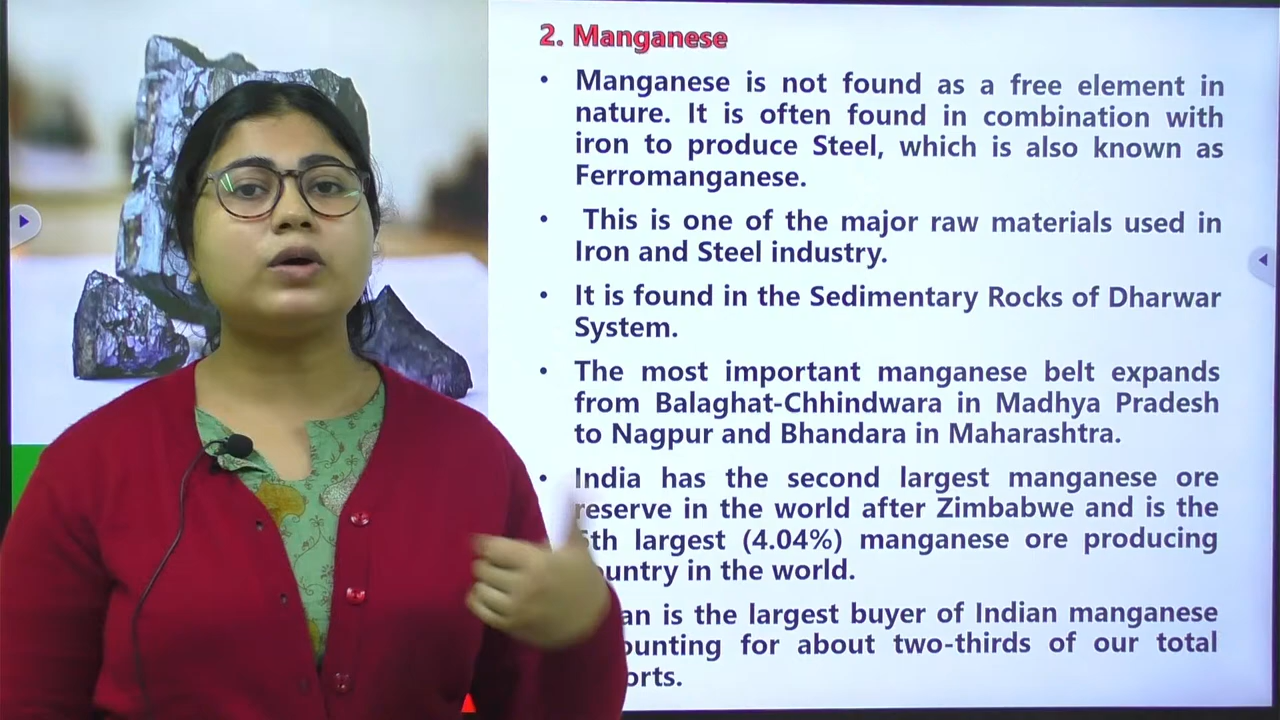 2. Manganese
• Manganese is not found as a free element in
nature. It is often found in combination with
iron to produce Steel, which is also known as
Ferromanganese.
• This is one of the major raw materials used in
Iron and Steel industry.
• It is found in the Sedimentary Rocks of Dharwar
System.
• The most important manganese belt expands
from Balaghat-Chhindwara in Madhya Pradesh
to Nagpur and Bhandara in Maharashtra.
• India has the second largest manganese ore
reserve in the world after Zimbabwe and is the
largest (4.04%) manganese ore producing
in the world.
is the largest buyer of Indian manganese
for about two-thirds of our total